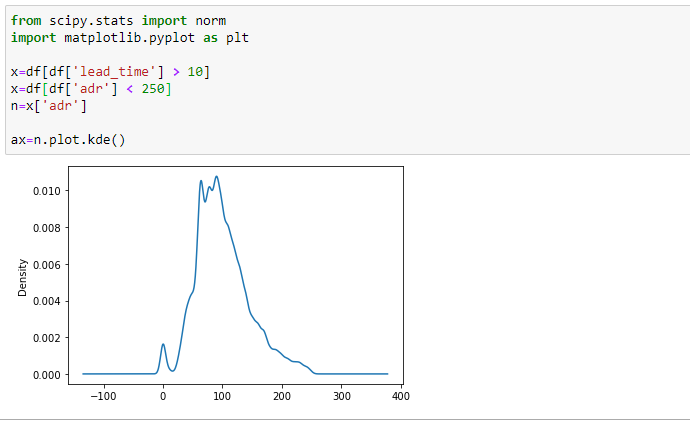 from scipy.stats import norm
import matplotlib.pyplot as plt
x=df[df['lead_time'] > 10]
x=df[df['adr'] < 250]
n=x['adr']
ax=n.plot.kde()
0.010
0.008
0.006
0.004
0.002
0.000
Density
−100 0 100 200 300 400